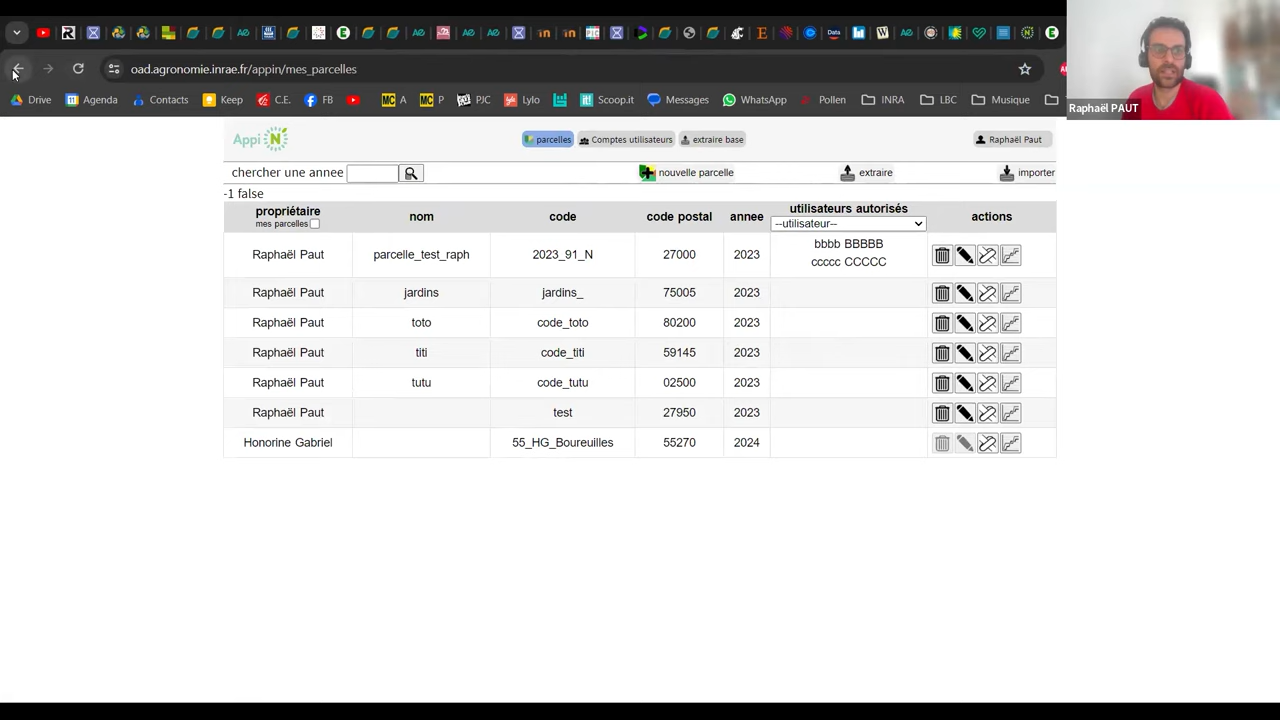 oad.agronomie.inrae.fr/appin/mes_parcelles
Drive Agenda Contacts Keep C.E. FB A P PJC Lylo Scoop.it Messages WhatsApp Pollen INRA LBC Musique
Raphaël PAUT
Appi N
parcelles Comptes utilisateurs extraire base Raphaël Paut
chercher une annee nouvelle parcelle extraire importer
-1 false
propriétaire nom code code postal annee utilisateurs autorisés actions
mes parcelles --utilisateur--
Raphaël Paut parcelle_test_raph 2023_91_N 27000 2023 bbbb BBBBB
ccccc CCCCC
Raphaël Paut jardins jardins_ 75005 2023
Raphaël Paut toto code_toto 80200 2023
Raphaël Paut titi code_titi 59145 2023
Raphaël Paut tutu code_tutu 02500 2023
Raphaël Paut test 27950 2023
Honorine Gabriel 55_HG_Boureuilles 55270 2024